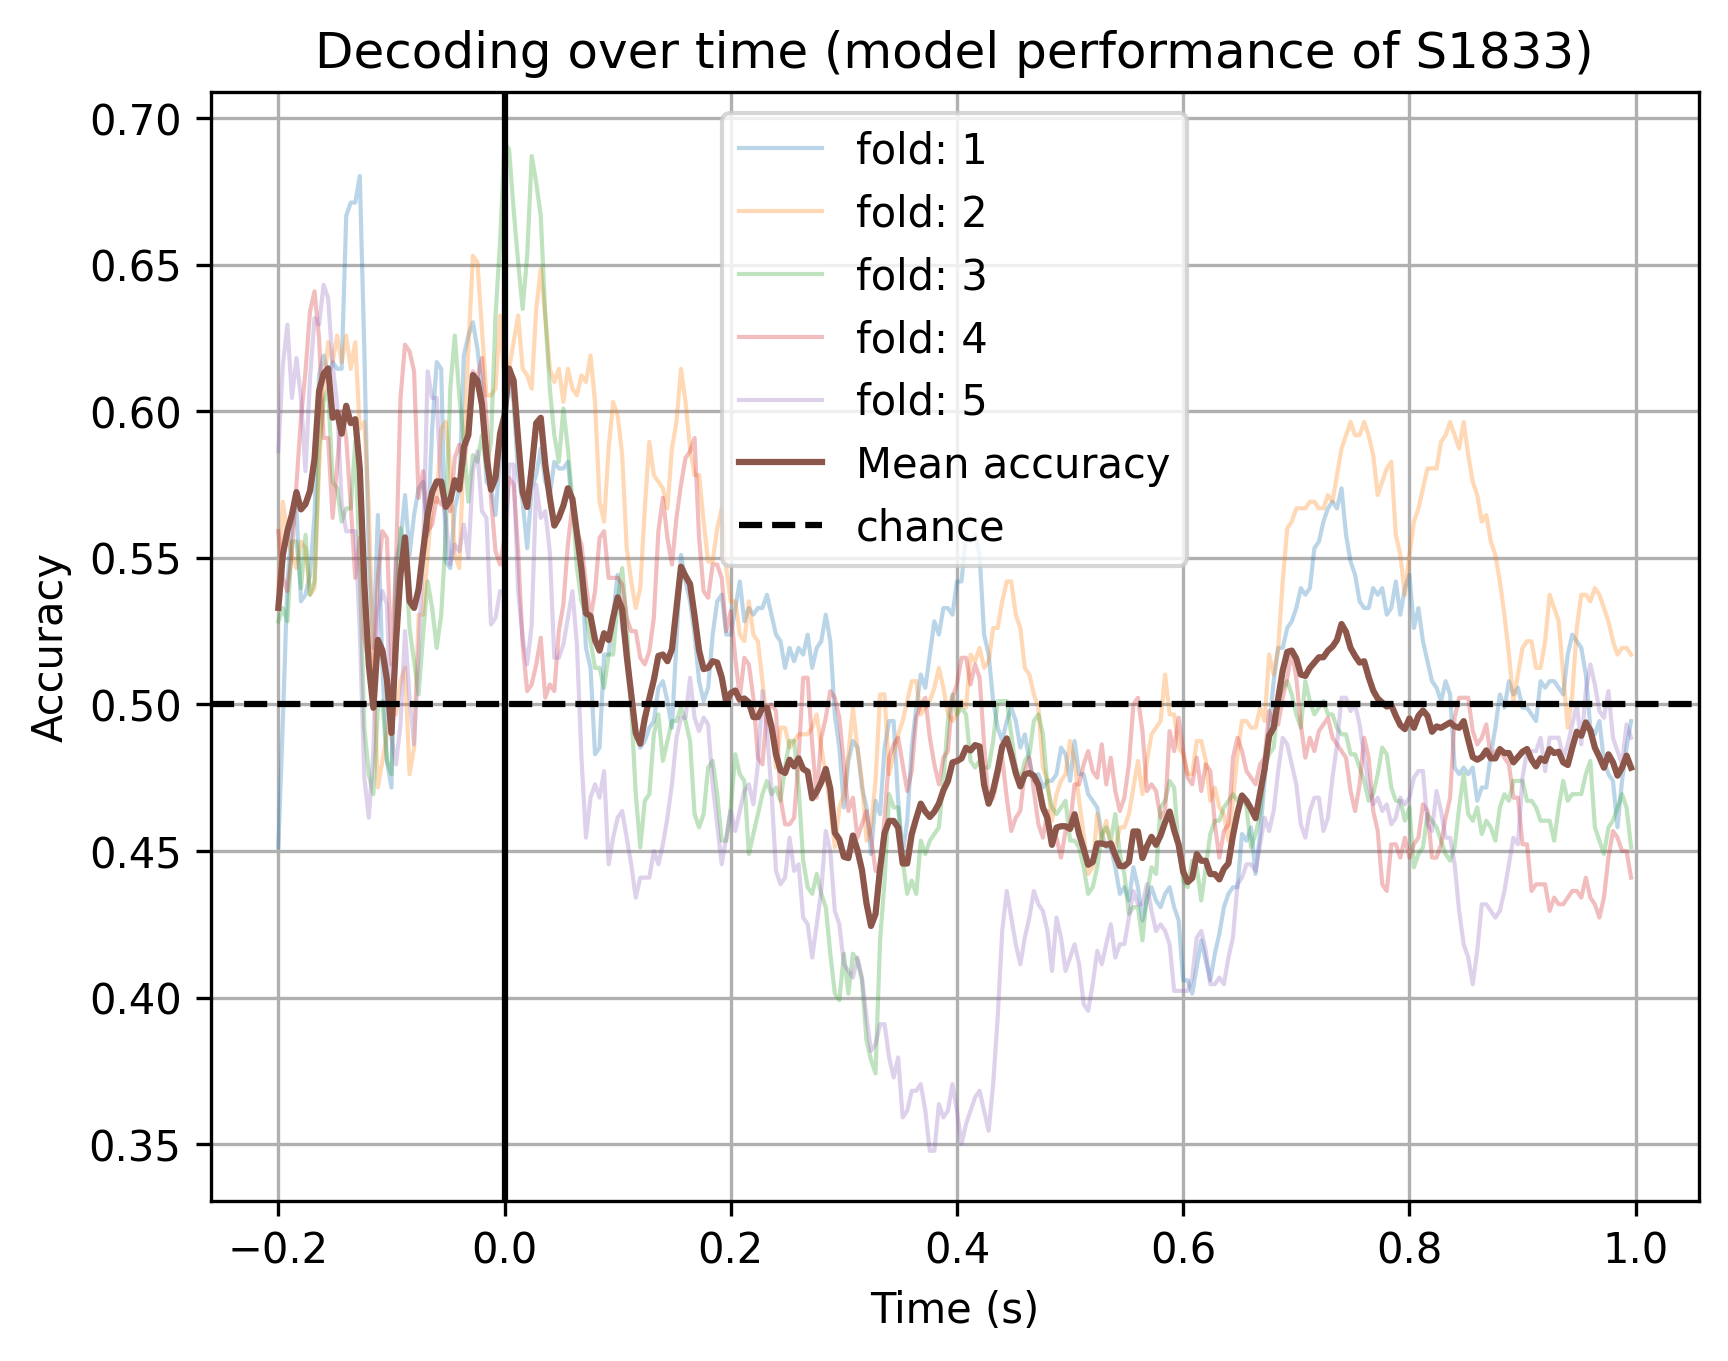 Decoding over time (model performance of S1833)
0.70
0.65
0.60
0.55
0.50
0.45
0.40
0.35
Accuracy
fold: 1
fold: 2
fold: 3
fold: 4
fold: 5
Mean accuracy
chance
−0.2 0.0 0.2 0.4 0.6 0.8 1.0
Time (s)